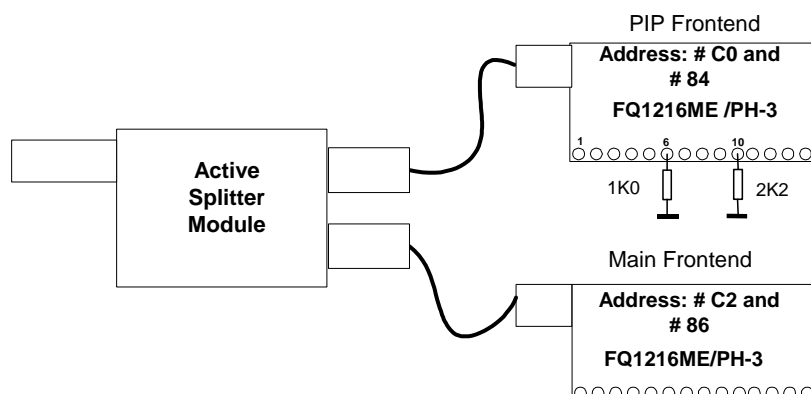 PIP Frontend
Address: # C0 and
# 84
FQ1216ME /PH-3
1
6
10
1K0
2K2
Active
Splitter
Module
Main Frontend
Address: # C2 and
# 86
FQ1216ME/PH-3